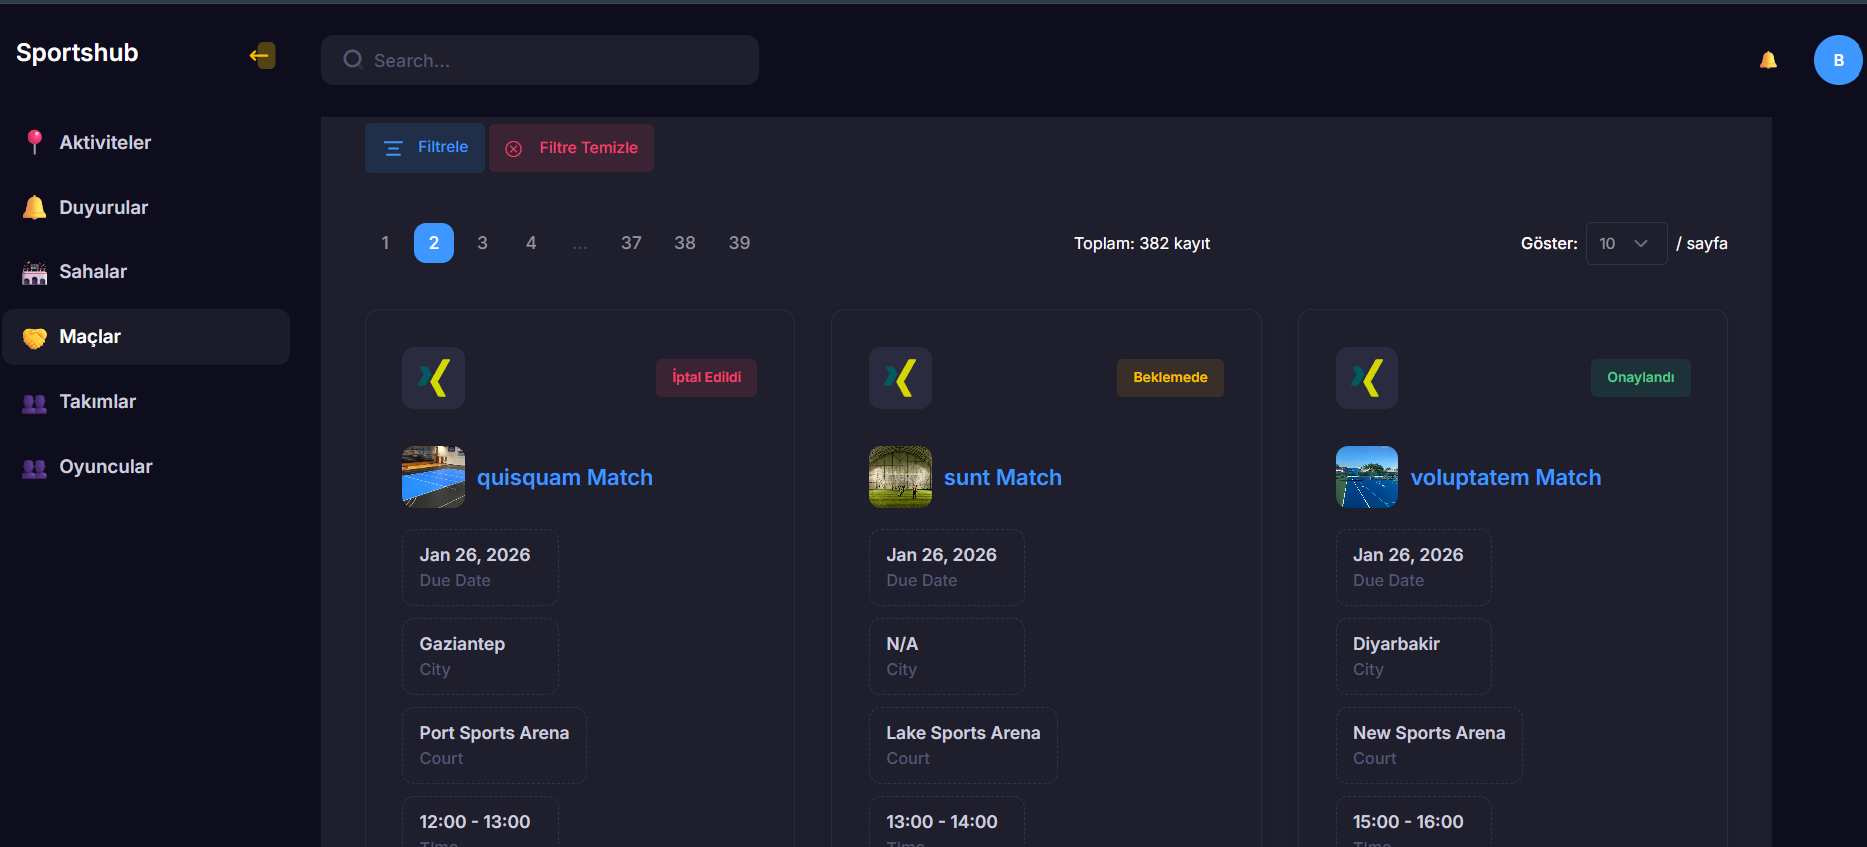 Sportshub
Search...
B
Aktiviteler
Duyurular
Sahalar
Maçlar
Takımlar
Oyuncular
Filtrele
Filtre Temizle
1 2 3 4 ... 37 38 39
Toplam: 382 kayıt
Göster: 10 / sayfa
İptal Edildi
quisquam Match
Jan 26, 2026
Due Date
Gaziantep
City
Port Sports Arena
Court
12:00 - 13:00
Time
Beklemede
sunt Match
Jan 26, 2026
Due Date
N/A
City
Lake Sports Arena
Court
13:00 - 14:00
Time
Onaylandı
voluptatem Match
Jan 26, 2026
Due Date
Diyarbakir
City
New Sports Arena
Court
15:00 - 16:00
Time